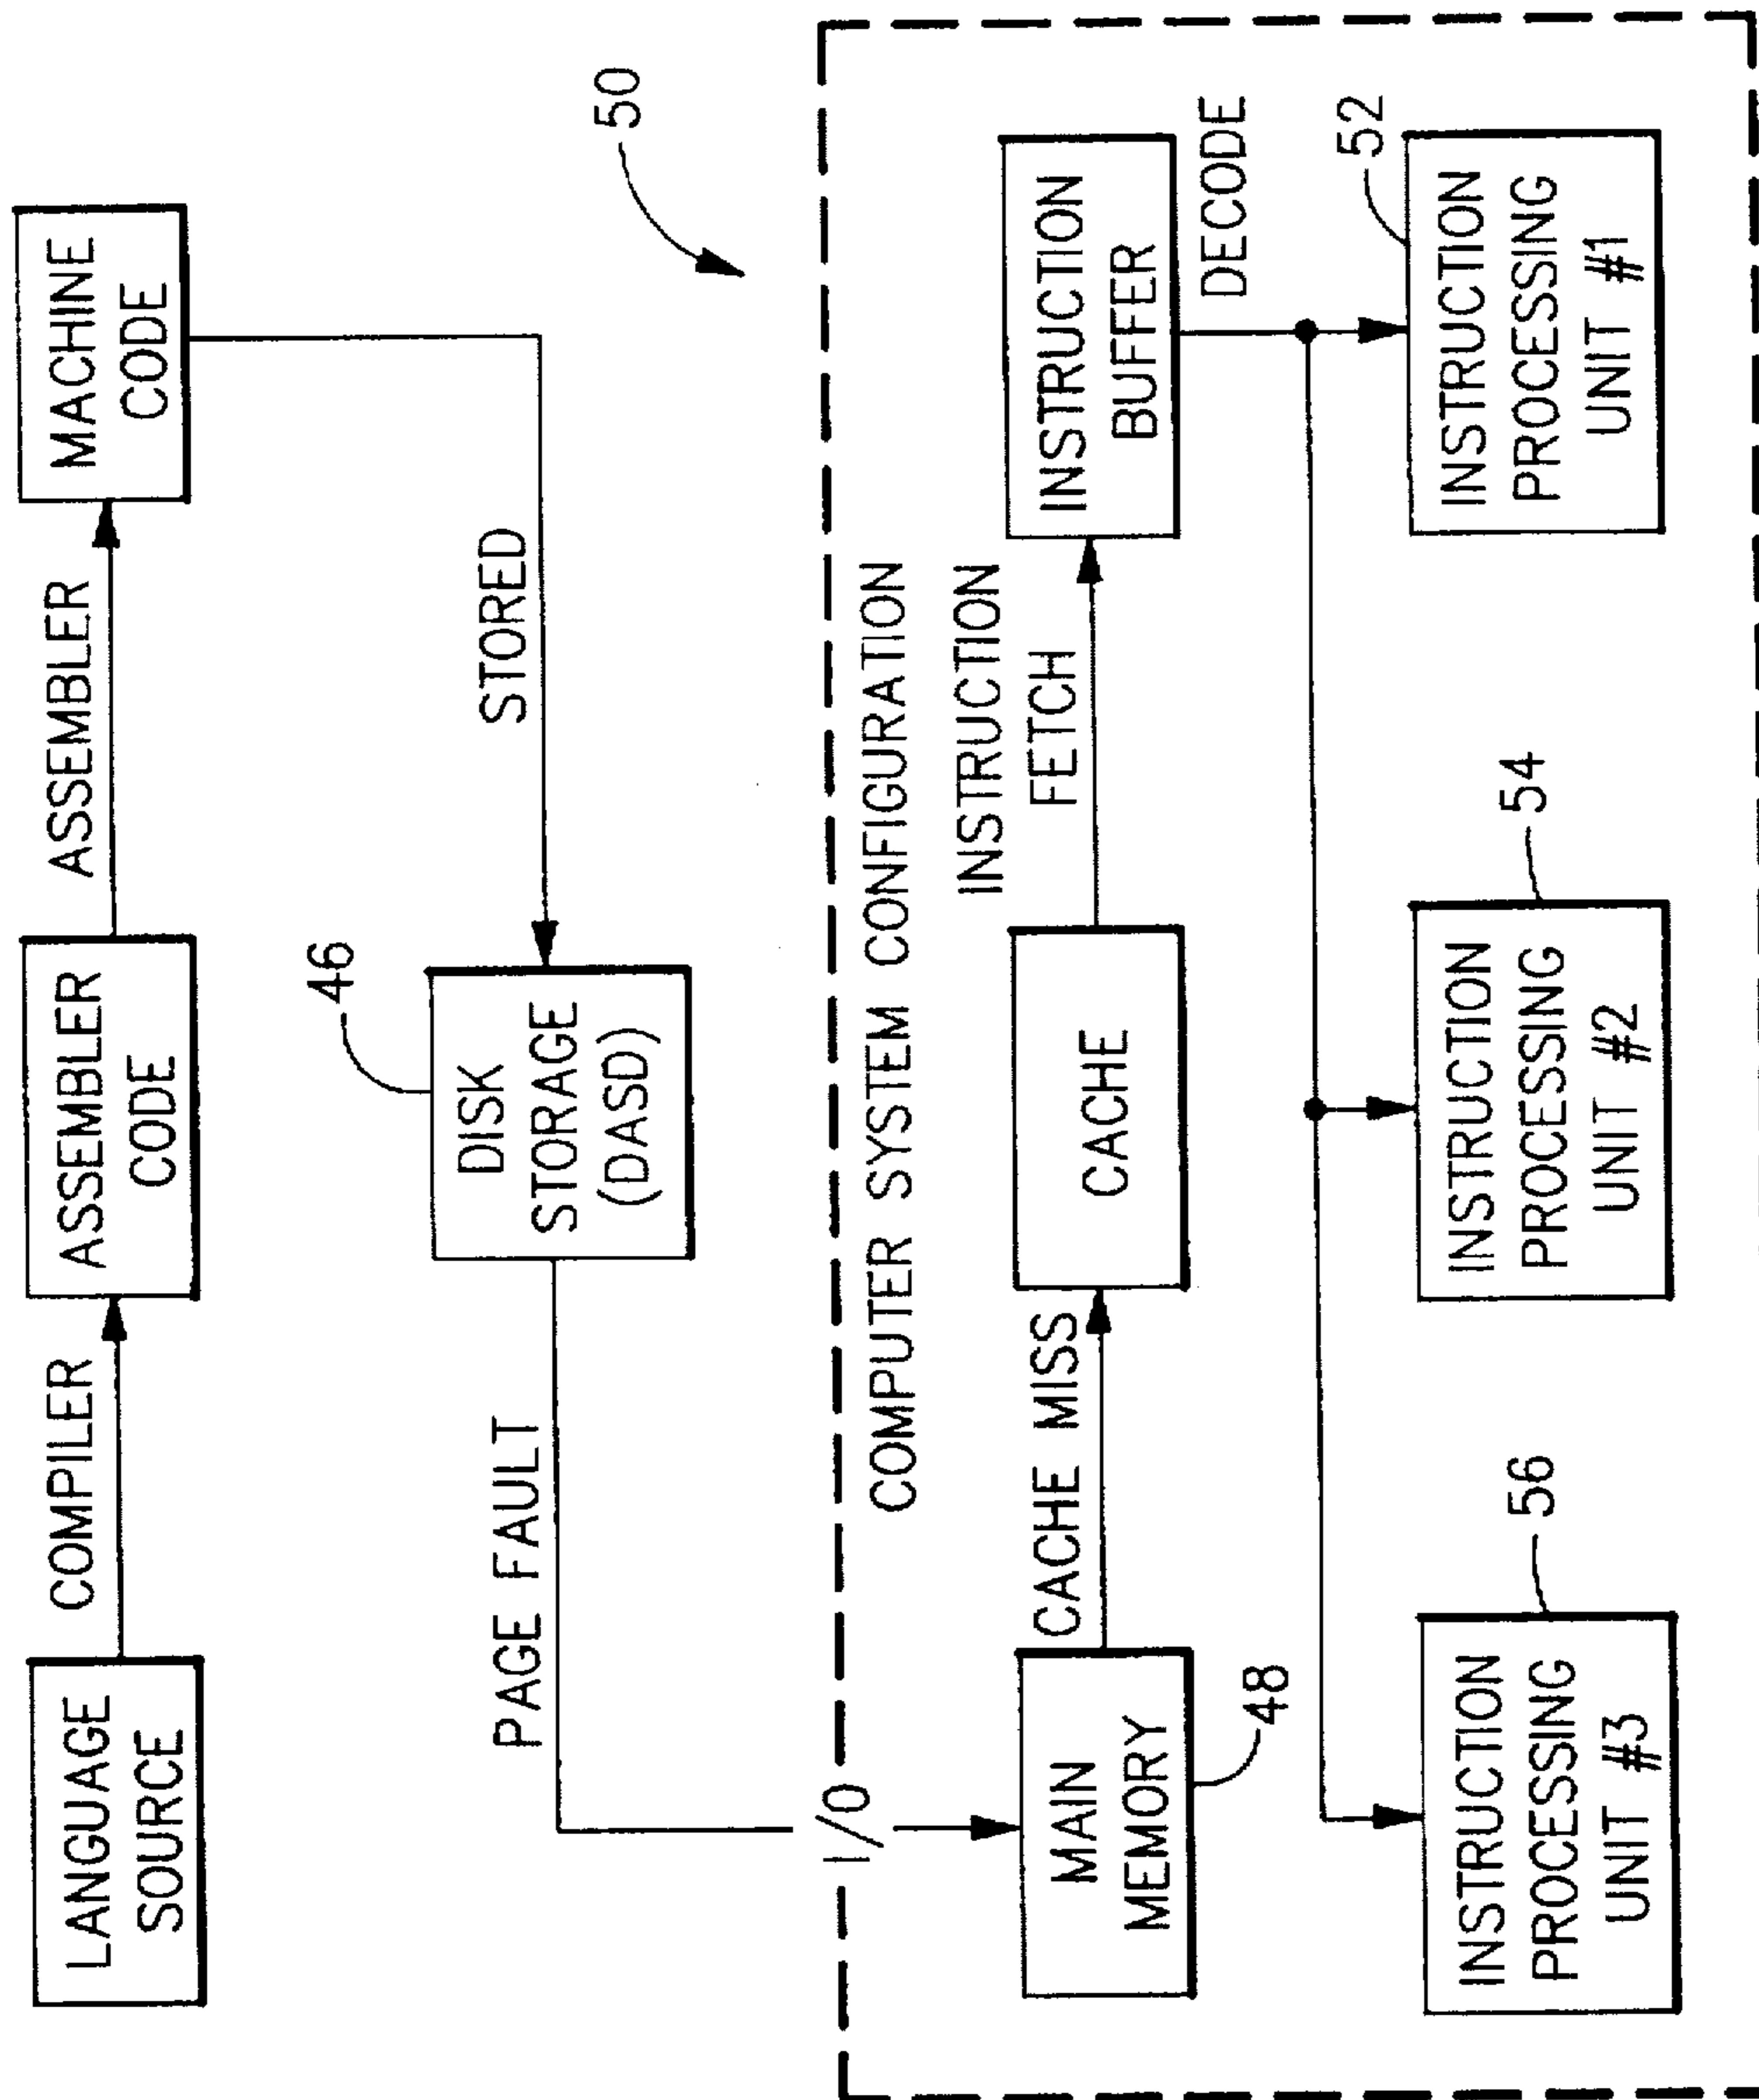 LANGUAGE
SOURCE
COMPILER
ASSEMBLER
CODE
ASSEMBLER
MACHINE
CODE
PAGE FAULT
46
DISK
STORAGE
(DASD)
STORED
50
I/O
COMPUTER SYSTEM CONFIGURATION
MAIN
MEMORY
48
CACHE MISS
CACHE
INSTRUCTION
FETCH
INSTRUCTION
BUFFER
DECODE
56
INSTRUCTION
PROCESSING
UNIT #3
54
INSTRUCTION
PROCESSING
UNIT #2
52
INSTRUCTION
PROCESSING
UNIT #1